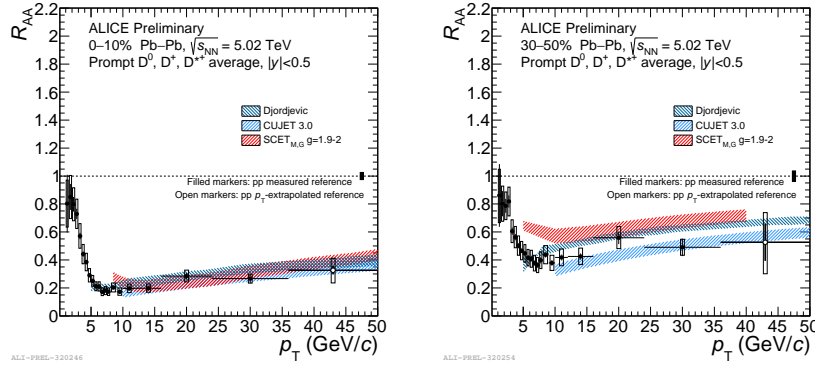 R_AA
2.2
2
1.8
1.6
1.4
1.2
1
0.8
0.6
0.4
0.2
0
ALICE Preliminary
0–10% Pb–Pb, √s_NN = 5.02 TeV
Prompt D⁰, D⁺, D*⁺ average, |y|<0.5
Djordjevic
CUJET 3.0
SCET_M,G g=1.9-2
Filled markers: pp measured reference
Open markers: pp p_T-extrapolated reference
5 10 15 20 25 30 35 40 45 50
p_T (GeV/c)
ALI-PREL-320246
R_AA
2.2
2
1.8
1.6
1.4
1.2
1
0.8
0.6
0.4
0.2
0
ALICE Preliminary
30–50% Pb–Pb, √s_NN = 5.02 TeV
Prompt D⁰, D⁺, D*⁺ average, |y|<0.5
Djordjevic
CUJET 3.0
SCET_M,G g=1.9-2
Filled markers: pp measured reference
Open markers: pp p_T-extrapolated reference
5 10 15 20 25 30 35 40 45 50
p_T (GeV/c)
ALI-PREL-320254